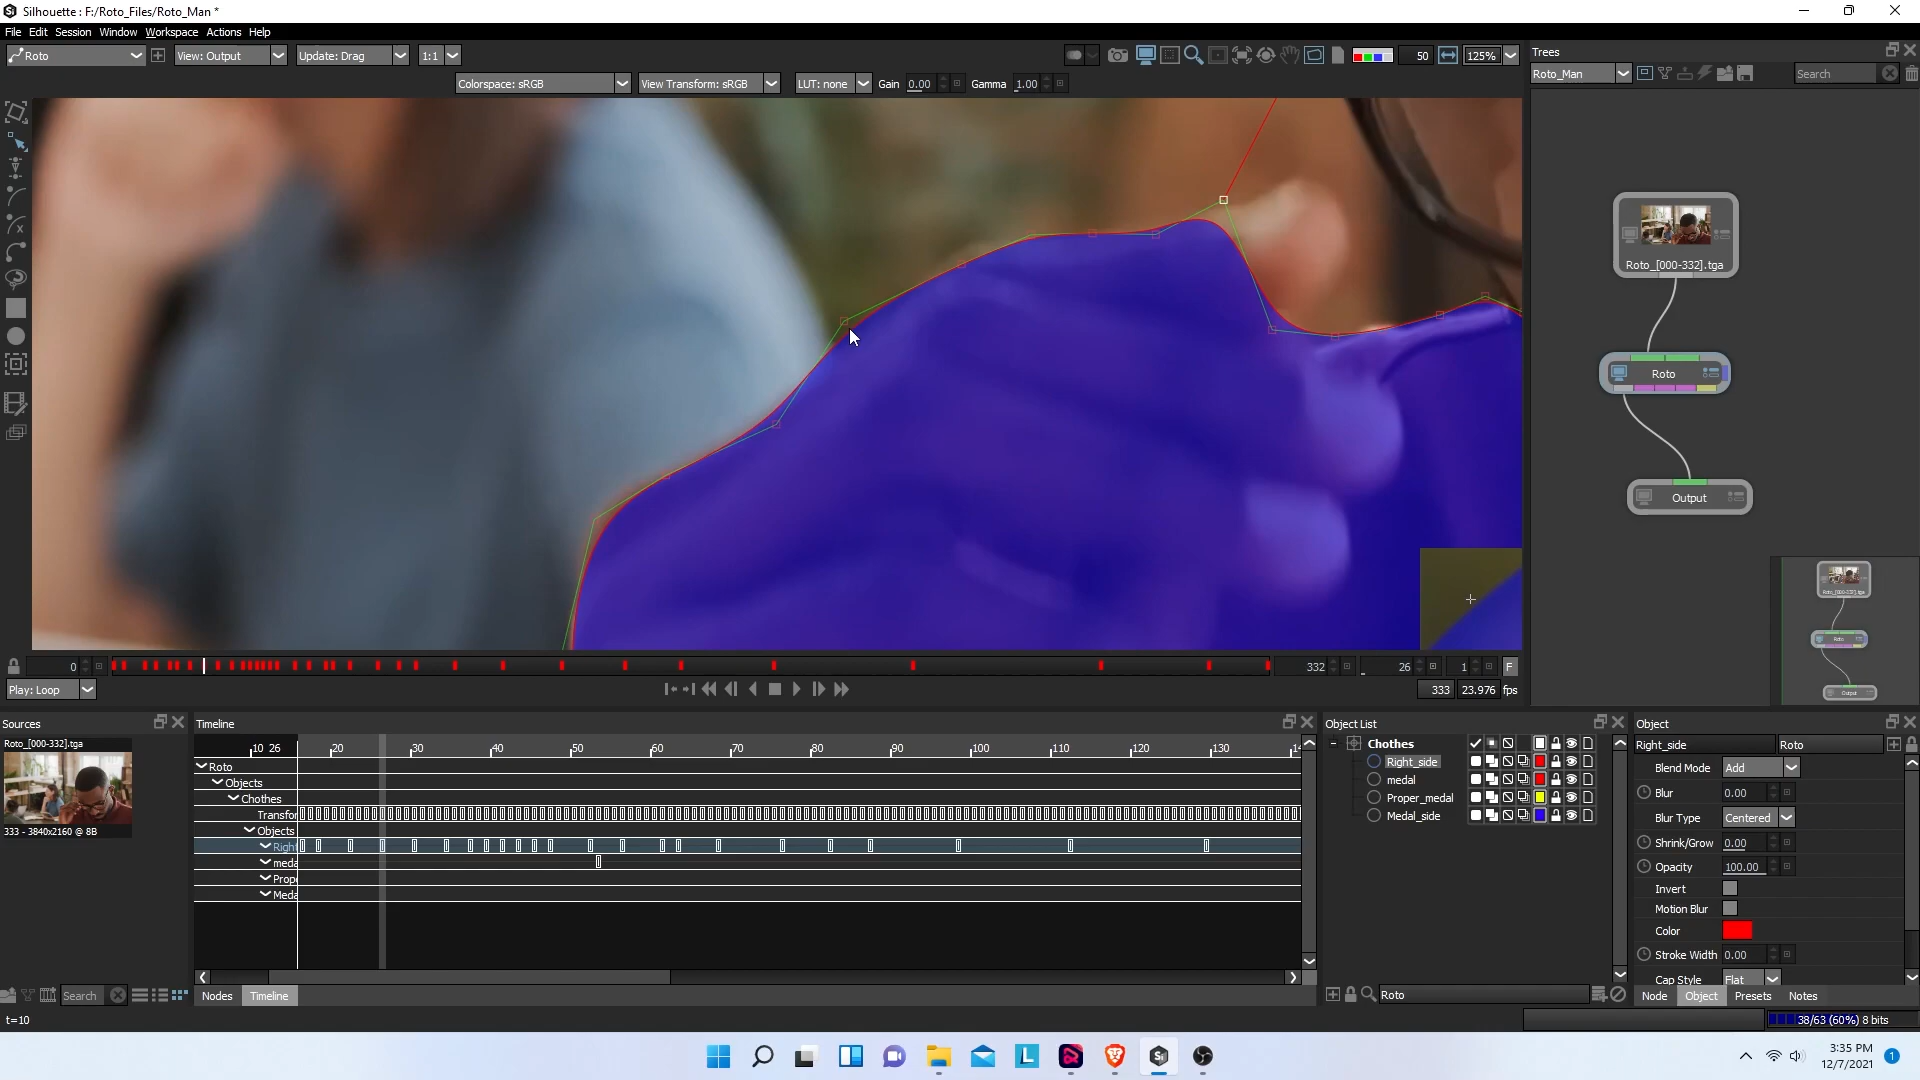 Silhouette : F:/Roto_Files/Roto_Man *
File Edit Session Window Workspace Actions Help
Roto View: Output Update: Drag 1:1 50 125%
Colorspace: sRGB View Transform: sRGB LUT: none Gain 0.00 Gamma 1.00
Trees
Roto_Man Search
Roto_[000-332].tga
Roto
Output
0 332 26 1 F
Play: Loop 333 23.976 fps
Sources
Roto_[000-332].tga
333 - 3840x2160 @ 8B
Search
Timeline
10 26 20 30 40 50 60 70 80 90 100 110 120 130
Roto
Objects
Clothes
Transfor
Objects
Right
meda
Prope
Meda
Nodes Timeline
Object List
Clothes
Right_side
medal
Proper_medal
Medal_side
Roto
Object
Right_side Roto
Blend Mode Add
Blur 0.00
Blur Type Centered
Shrink/Grow 0.00
Opacity 100.00
Invert
Motion Blur
Color
Stroke Width 0.00
Cap Style Flat
Node Object Presets Notes
t=10
38/63 (60%) 8 bits
3:35 PM
12/7/2021
1